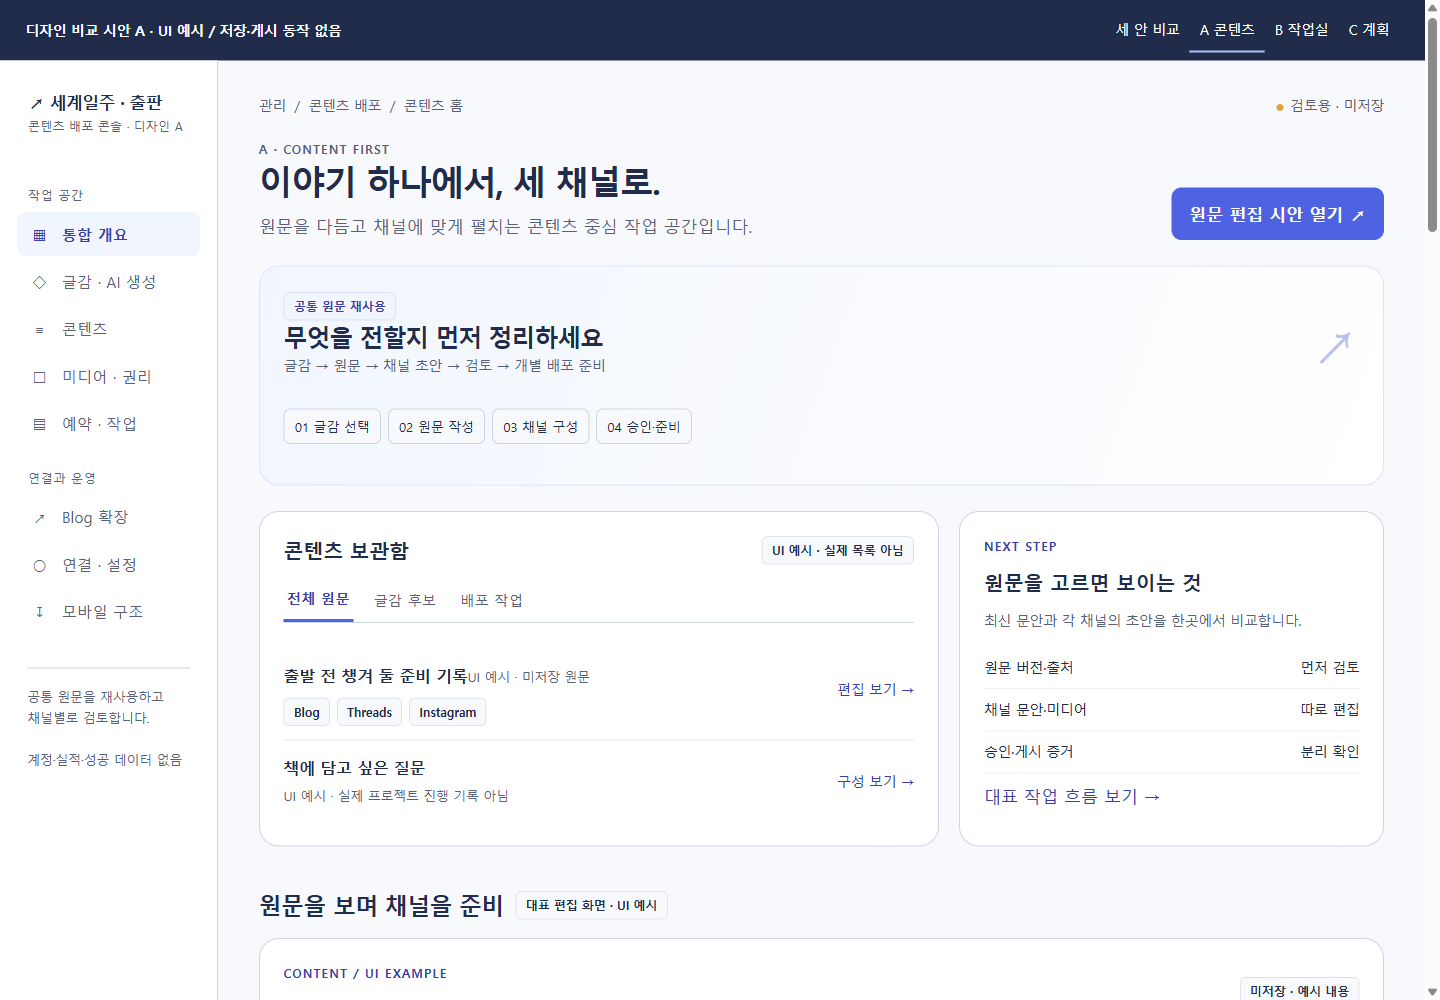 디자인 비교 시안 A · UI 예시 / 저장·게시 동작 없음
세 안 비교 A 콘텐츠 B 작업실 C 계획
↗ 세계일주 · 출판
콘텐츠 배포 콘솔 · 디자인 A
작업 공간
통합 개요
글감 · AI 생성
콘텐츠
미디어 · 권리
예약 · 작업
연결과 운영
Blog 확장
연결 · 설정
모바일 구조
공통 원문을 재사용하고
채널별로 검토합니다.
계정·실적·성공 데이터 없음
관리 / 콘텐츠 배포 / 콘텐츠 홈
검토용 · 미저장
A · CONTENT FIRST
이야기 하나에서, 세 채널로.
원문을 다듬고 채널에 맞게 펼치는 콘텐츠 중심 작업 공간입니다.
원문 편집 시안 열기 ↗
공통 원문 재사용
무엇을 전할지 먼저 정리하세요
글감 → 원문 → 채널 초안 → 검토 → 개별 배포 준비
01 글감 선택 02 원문 작성 03 채널 구성 04 승인·준비
콘텐츠 보관함
UI 예시 · 실제 목록 아님
전체 원문 글감 후보 배포 작업
출발 전 챙겨 둘 준비 기록UI 예시 · 미저장 원문
편집 보기 →
Blog Threads Instagram
책에 담고 싶은 질문
구성 보기 →
UI 예시 · 실제 프로젝트 진행 기록 아님
NEXT STEP
원문을 고르면 보이는 것
최신 문안과 각 채널의 초안을 한곳에서 비교합니다.
원문 버전·출처 먼저 검토
채널 문안·미디어 따로 편집
승인·게시 증거 분리 확인
대표 작업 흐름 보기 →
원문을 보며 채널을 준비
대표 편집 화면 · UI 예시
CONTENT / UI EXAMPLE
미저장 · 예시 내용